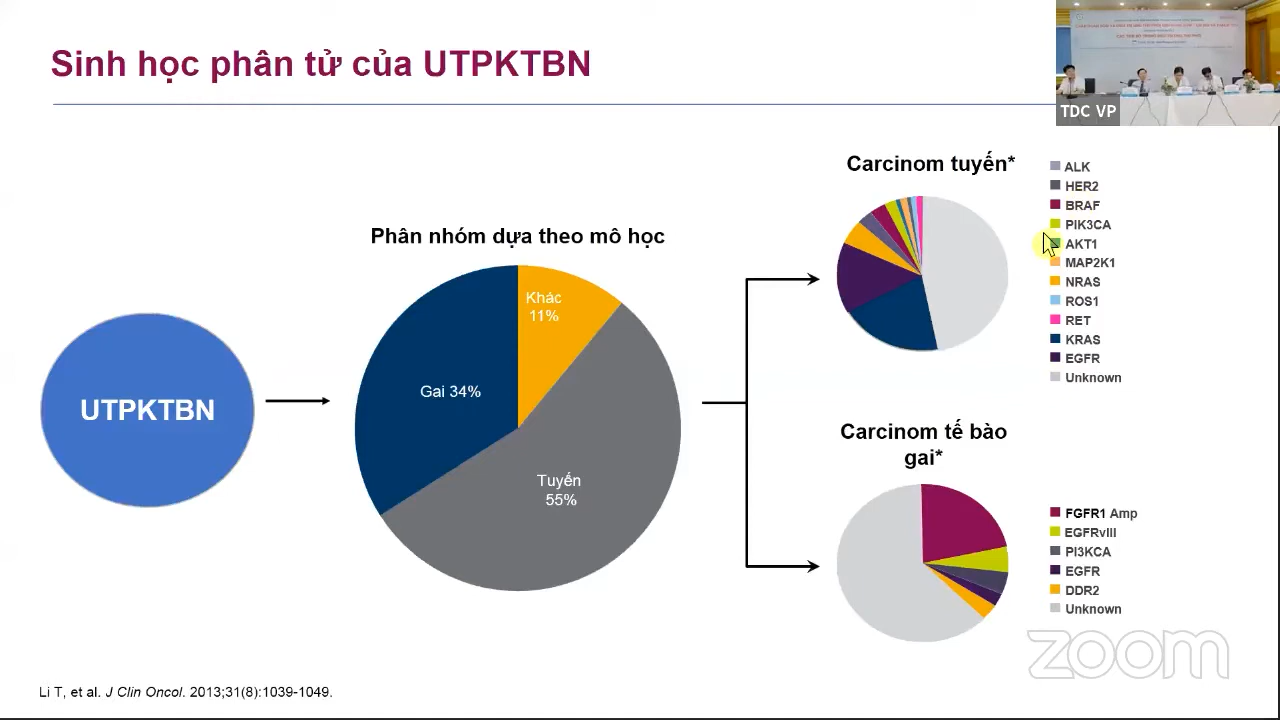 Sinh học phân tử của UTPKTBN
TDC VP
UTPKTBN
Phân nhóm dựa theo mô học
Khác
11%
Gai 34%
Tuyến
55%
Carcinom tuyến*
ALK
HER2
BRAF
PIK3CA
AKT1
MAP2K1
NRAS
ROS1
RET
KRAS
EGFR
Unknown
Carcinom tế bào
gai*
FGFR1 Amp
EGFRvIII
PI3KCA
EGFR
DDR2
Unknown
zoom
Li T, et al. J Clin Oncol. 2013;31(8):1039-1049.